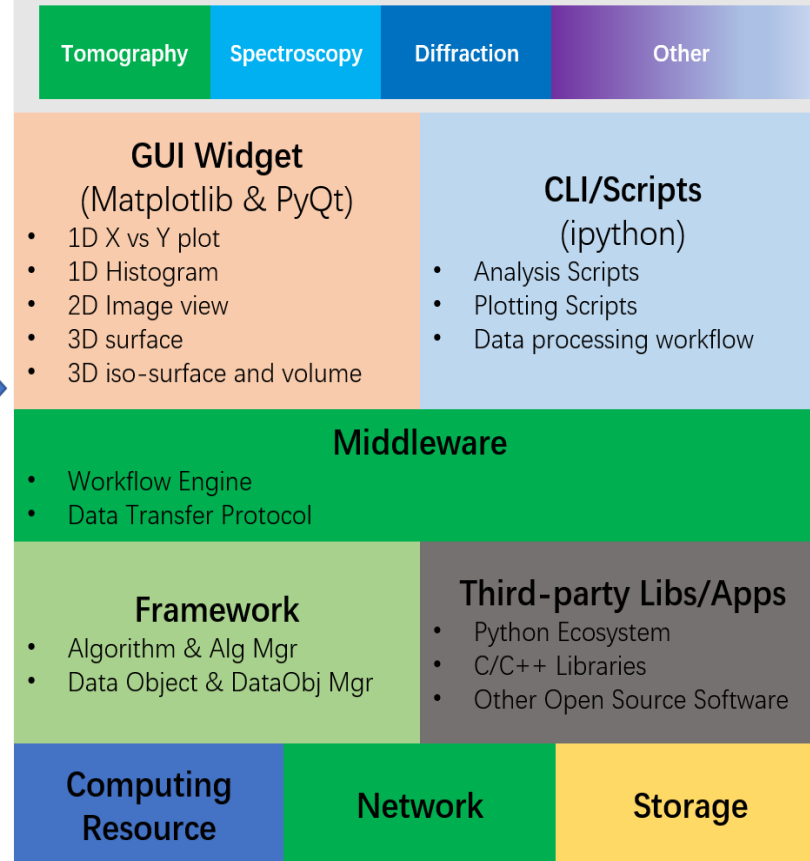 Tomography
Spectroscopy
Diffraction
Other
GUI Widget
(Matplotlib & PyQt)
• 1D X vs Y plot
• 1D Histogram
• 2D Image view
• 3D surface
• 3D iso-surface and volume
CLI/Scripts
(ipython)
• Analysis Scripts
• Plotting Scripts
• Data processing workflow
Middleware
• Workflow Engine
• Data Transfer Protocol
Framework
• Algorithm & Alg Mgr
• Data Object & DataObj Mgr
Third-party Libs/Apps
• Python Ecosystem
• C/C++ Libraries
• Other Open Source Software
Computing
Resource
Network
Storage